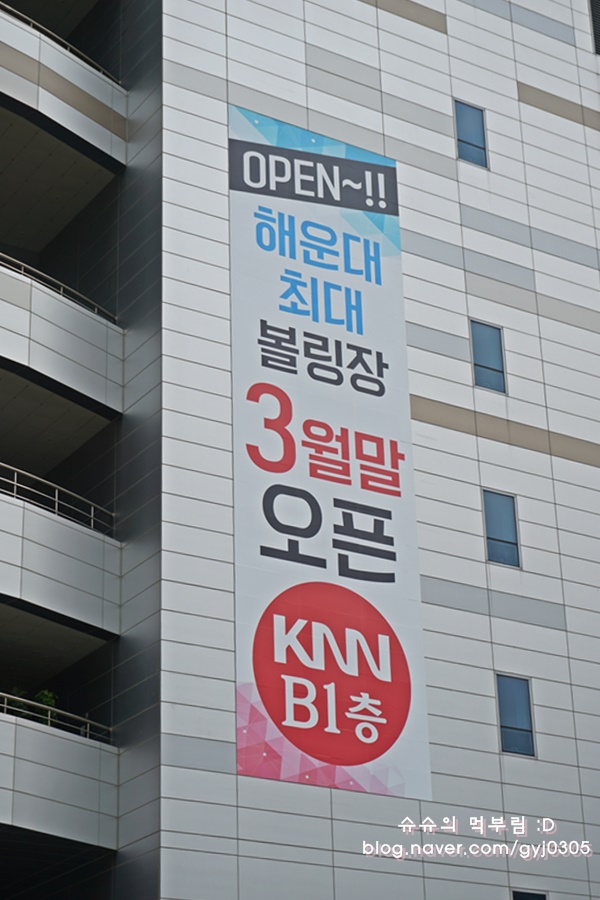 OPEN~!!
해운대
최대
볼링장
3월말
오픈
KNN
B1층
슈슈의 먹부림 :D
blog.naver.com/gyj0305